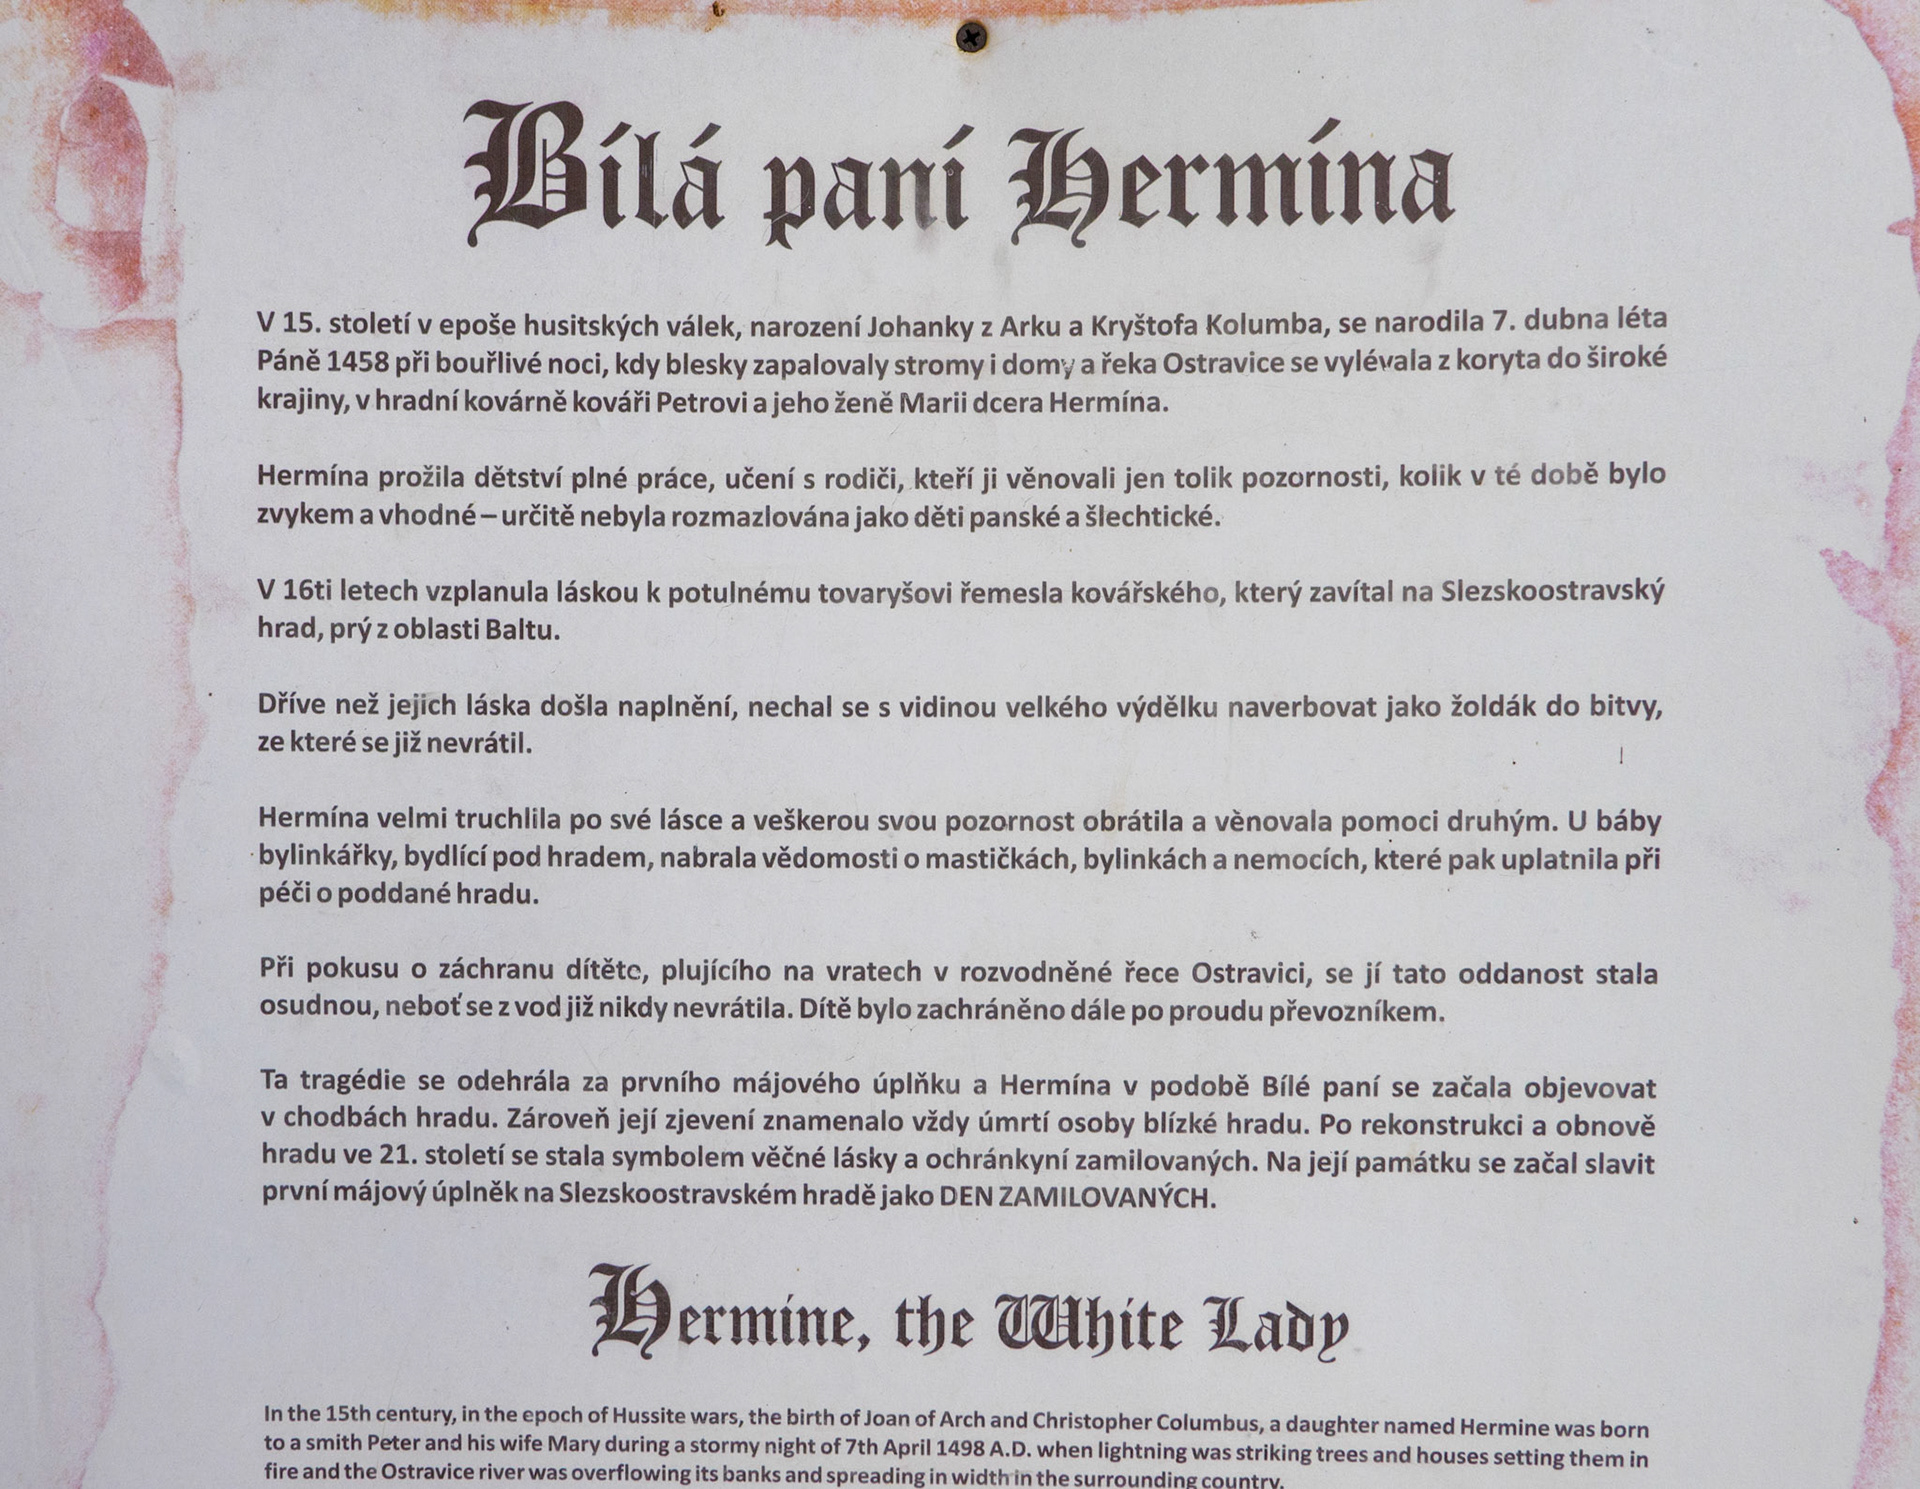 Bílá paní Hermína
V 15. století v epoše husitských válek, narození Johanky z Arku a Kryštofa Kolumba, se narodila 7. dubna léta
Páně 1458 při bouřlivé noci, kdy blesky zapalovaly stromy i domy a řeka Ostravice se vylévala z koryta do široké
krajiny, v hradní kovárně kováři Petrovi a jeho ženě Marii dcera Hermína.
Hermína prožila dětství plné práce, učení s rodiči, kteří ji věnovali jen tolik pozornosti, kolik v té době bylo
zvykem a vhodné – určitě nebyla rozmazlována jako děti panské a šlechtické.
V 16ti letech vzplanula láskou k potulnému tovaryšovi řemesla kovářského, který zavítal na Slezskoostravský
hrad, prý z oblasti Baltu.
Dříve než jejich láska došla naplnění, nechal se s vidinou velkého výdělku naverbovat jako žoldák do bitvy,
ze které se již nevrátil.
Hermína velmi truchlila po své lásce a veškerou svou pozornost obrátila a věnovala pomoci druhým. U báby
bylinkářky, bydlící pod hradem, nabrala vědomosti o mastičkách, bylinkách a nemocích, které pak uplatnila při
péči o poddané hradu.
Při pokusu o záchranu dítěte, plujícího na vratech v rozvodněné řece Ostravici, se jí tato oddanost stala
osudnou, neboť se z vod již nikdy nevrátila. Dítě bylo zachráněno dále po proudu převozníkem.
Ta tragédie se odehrála za prvního májového úplňku a Hermína v podobě Bílé paní se začala objevovat
v chodbách hradu. Zároveň její zjevení znamenalo vždy úmrtí osoby blízké hradu. Po rekonstrukci a obnově
hradu ve 21. století se stala symbolem věčné lásky a ochránkyní zamilovaných. Na její památku se začal slavit
první májový úplněk na Slezskoostravském hradě jako DEN ZAMILOVANÝCH.
Hermine, the White Lady
In the 15th century, in the epoch of Hussite wars, the birth of Joan of Arch and Christopher Columbus, a daughter named Hermine was born
to a smith Peter and his wife Mary during a stormy night of 7th April 1498 A.D. when lightning was striking trees and houses setting them in
fire and the Ostravice river was overflowing its banks and spreading in width in the surrounding country.